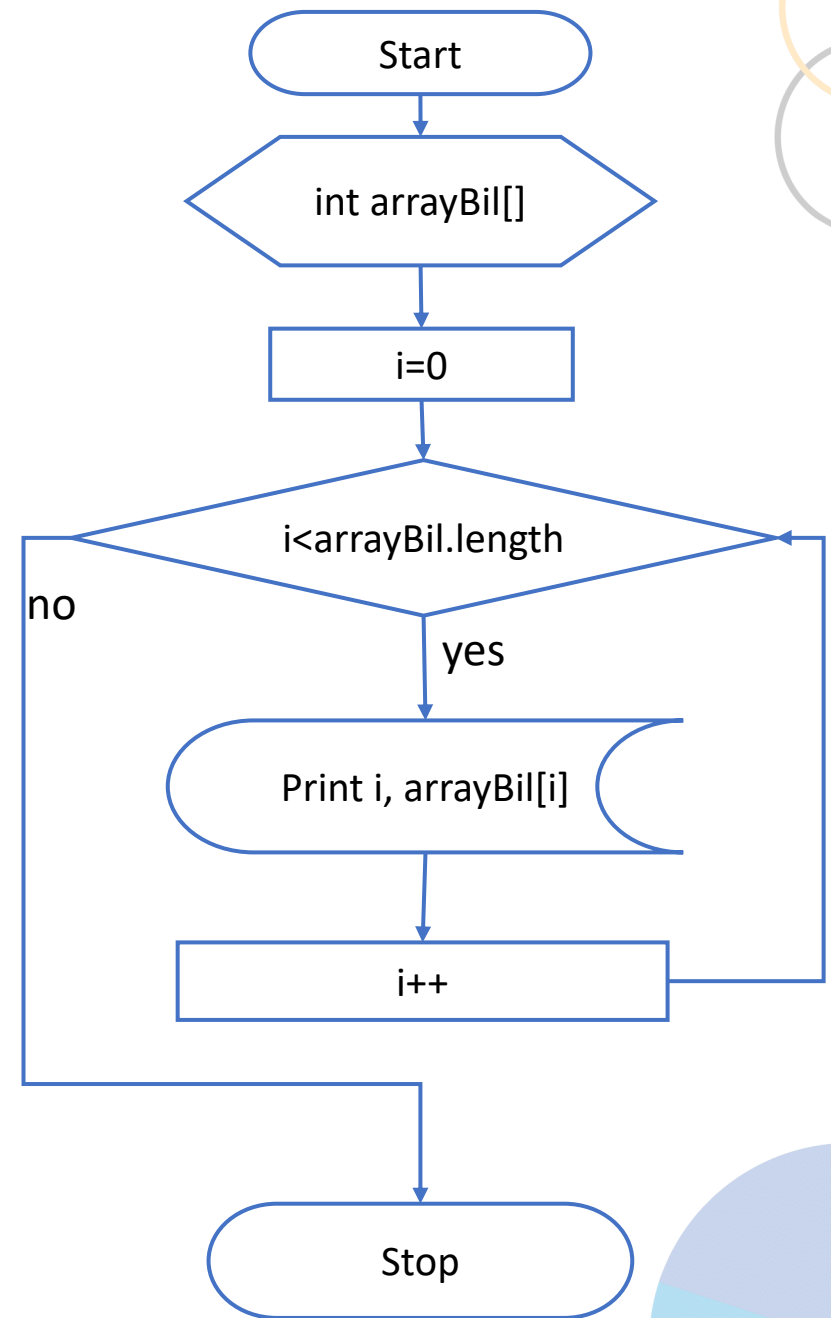 Start
int arrayBil[]
i=0
i<arrayBil.length
no
yes
Print i, arrayBil[i]
i++
Stop